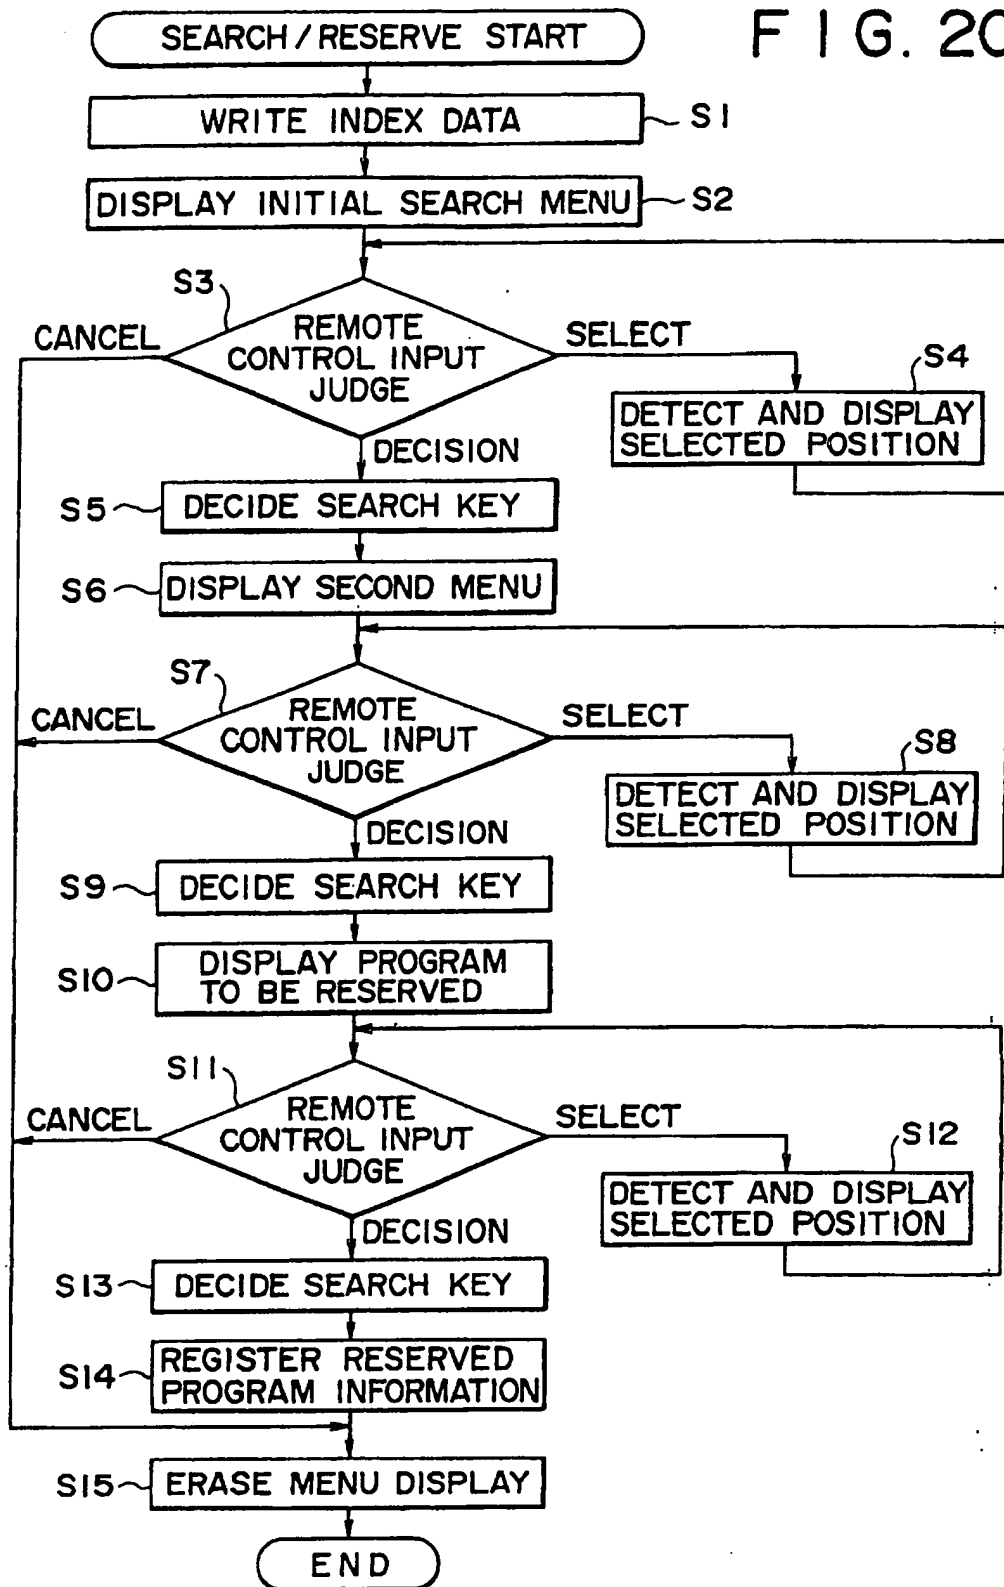 SEARCH/RESERVE START
FIG. 20
WRITE INDEX DATA
S1
DISPLAY INITIAL SEARCH MENU
S2
S3
CANCEL
REMOTE
CONTROL INPUT
JUDGE
SELECT
S4
DETECT AND DISPLAY
SELECTED POSITION
DECISION
S5
DECIDE SEARCH KEY
S6
DISPLAY SECOND MENU
S7
CANCEL
REMOTE
CONTROL INPUT
JUDGE
SELECT
S8
DETECT AND DISPLAY
SELECTED POSITION
DECISION
S9
DECIDE SEARCH KEY
S10
DISPLAY PROGRAM
TO BE RESERVED
S11
CANCEL
REMOTE
CONTROL INPUT
JUDGE
SELECT
S12
DETECT AND DISPLAY
SELECTED POSITION
DECISION
S13
DECIDE SEARCH KEY
S14
REGISTER RESERVED
PROGRAM INFORMATION
S15
ERASE MENU DISPLAY
END